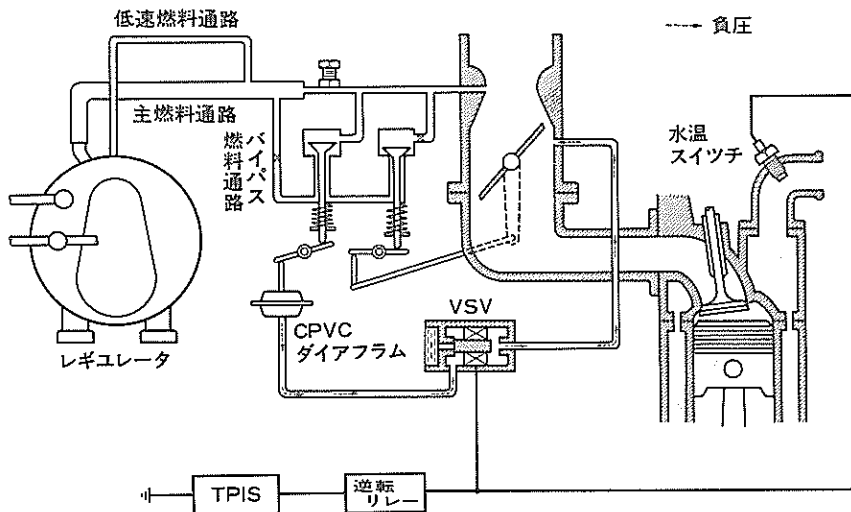 低速燃料通路
主燃料通路
バイパス
燃料通路
負圧
水温
スイツチ
レギユレータ
CPVC
ダイアフラム
VSV
TPIS
逆転
リレー